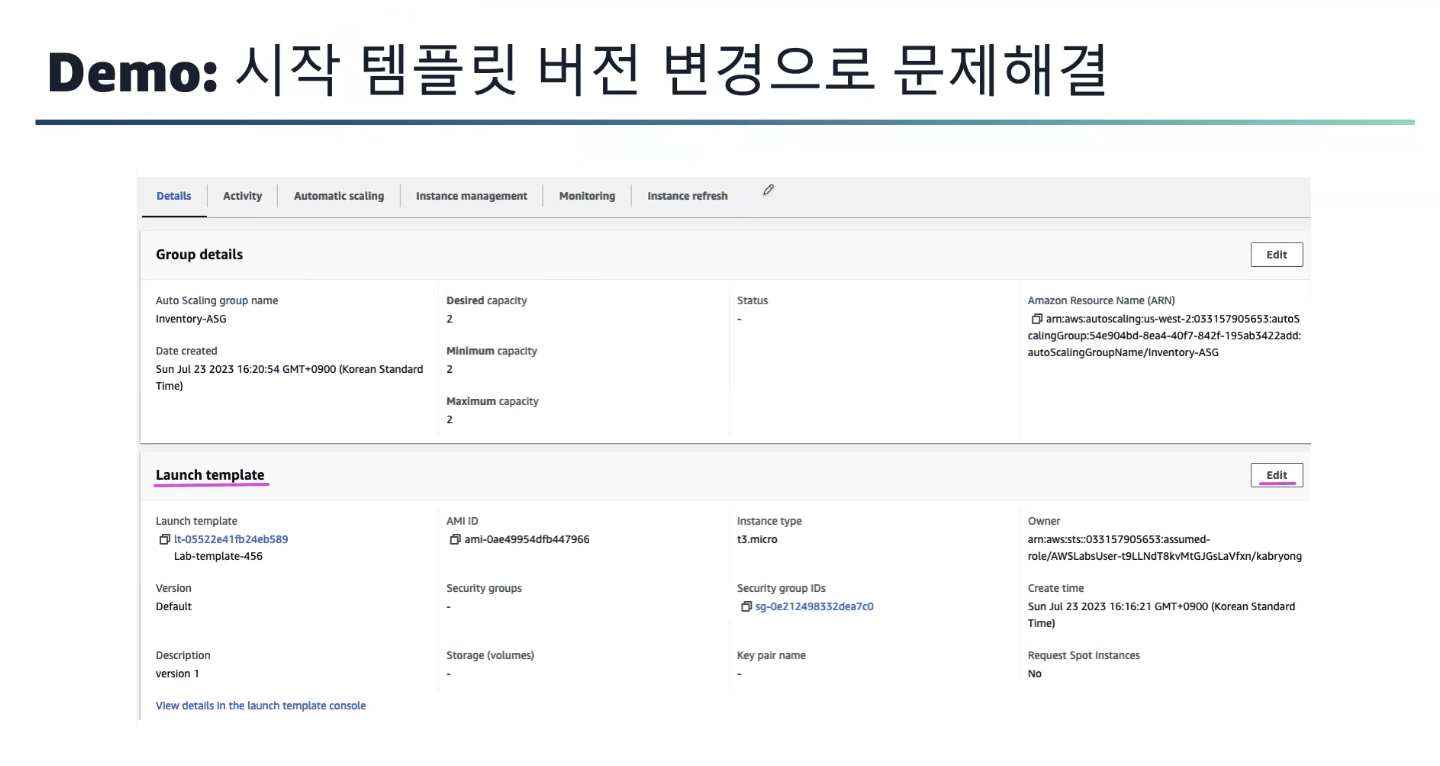 Demo: 시작 템플릿 버전 변경으로 문제해결
Details
Activity
Automatic scaling
Instance management
Monitoring
Instance refresh
Group details
Edit
Auto Scaling group name
Inventory-ASG
Date created
Sun Jul 23 2023 16:20:54 GMT+0900 (Korean Standard
Time)
Desired capacity
2
Minimum capacity
2
Maximum capacity
2
Status
-
Amazon Resource Name (ARN)
arn:aws:autoscaling:us-west-2:033157905653:autoS
calingGroup:54e904bd-8ea4-40f7-842f-195ab3422add:
autoScalingGroupName/Inventory-ASG
Launch template
Edit
Launch template
lt-05522e41fb24eb589
Lab-template-456
Version
Default
Description
version 1
View details in the launch template console
AMI ID
ami-0ae49954dfb447966
Security groups
-
Storage (volumes)
-
Instance type
t3.micro
Security group IDs
sg-0e212498332dea7c0
Key pair name
-
Owner
arn:aws:sts::033157905653:assumed-
role/AWSLabsUser-t9LLNdT8kvMtGJGsLaVfxn/kabryong
Create time
Sun Jul 23 2023 16:16:21 GMT+0900 (Korean Standard
Time)
Request Spot Instances
No